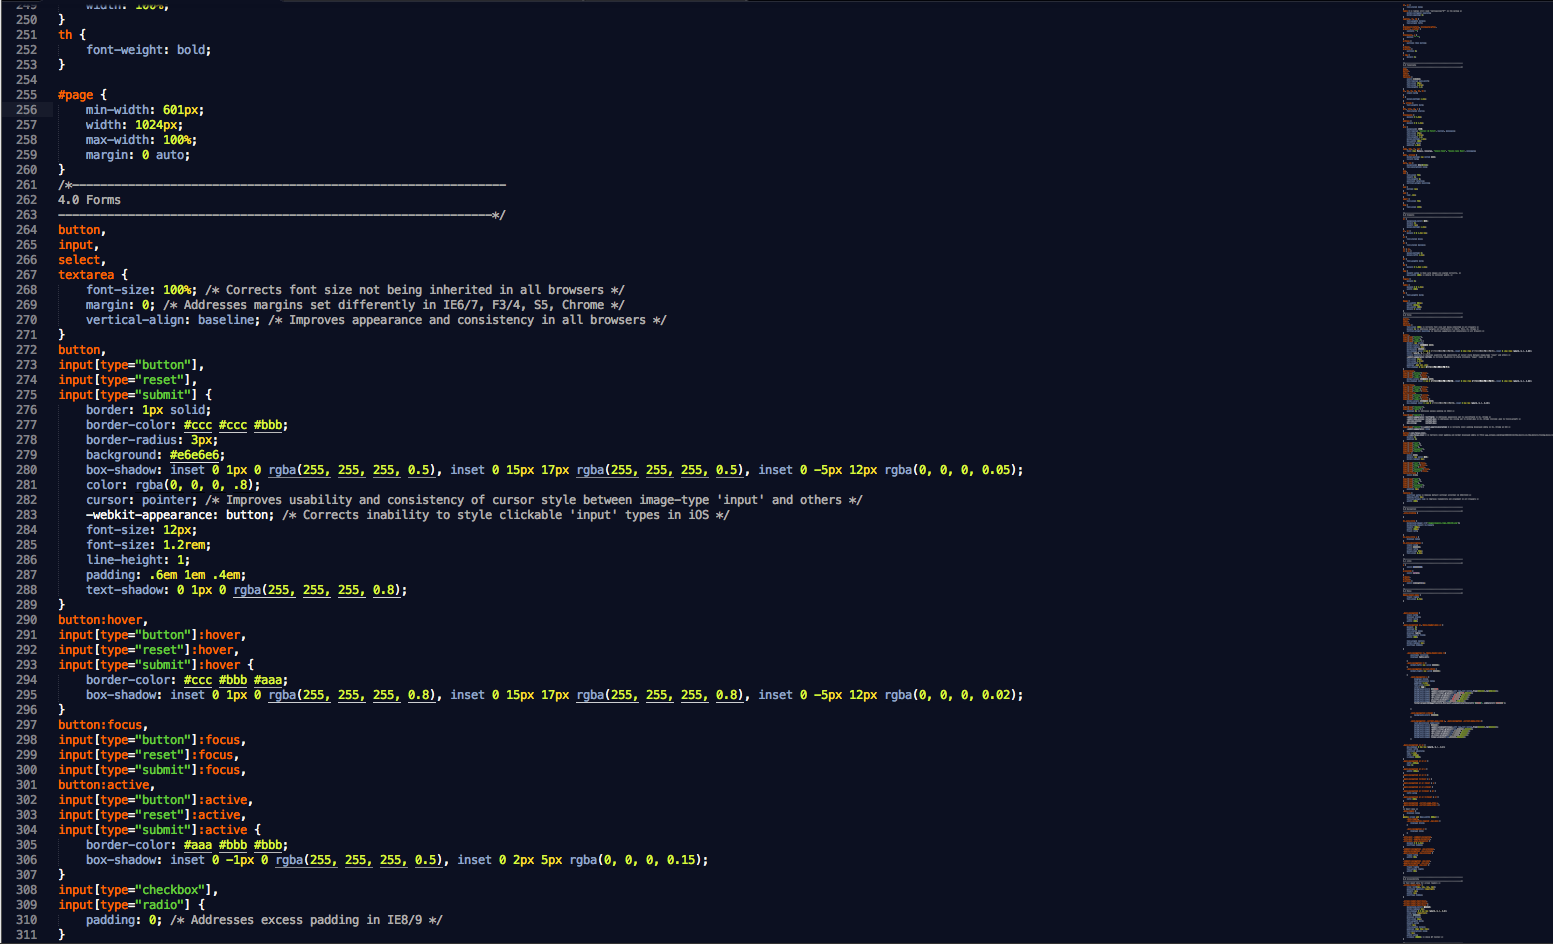 249 width: 100%;
250 }
251 th {
252 font-weight: bold;
253 }
254
255 #page {
256 min-width: 601px;
257 width: 1024px;
258 max-width: 100%;
259 margin: 0 auto;
260 }
261 /*--------------------------------------------------------------
262 4.0 Forms
263 --------------------------------------------------------------*/
264 button,
265 input,
266 select,
267 textarea {
268 font-size: 100%; /* Corrects font size not being inherited in all browsers */
269 margin: 0; /* Addresses margins set differently in IE6/7, F3/4, S5, Chrome */
270 vertical-align: baseline; /* Improves appearance and consistency in all browsers */
271 }
272 button,
273 input[type="button"],
274 input[type="reset"],
275 input[type="submit"] {
276 border: 1px solid;
277 border-color: #ccc #ccc #bbb;
278 border-radius: 3px;
279 background: #e6e6e6;
280 box-shadow: inset 0 1px 0 rgba(255, 255, 255, 0.5), inset 0 15px 17px rgba(255, 255, 255, 0.5), inset 0 -5px 12px rgba(0, 0, 0, 0.05);
281 color: rgba(0, 0, 0, .8);
282 cursor: pointer; /* Improves usability and consistency of cursor style between image-type 'input' and others */
283 -webkit-appearance: button; /* Corrects inability to style clickable 'input' types in iOS */
284 font-size: 12px;
285 font-size: 1.2rem;
286 line-height: 1;
287 padding: .6em 1em .4em;
288 text-shadow: 0 1px 0 rgba(255, 255, 255, 0.8);
289 }
290 button:hover,
291 input[type="button"]:hover,
292 input[type="reset"]:hover,
293 input[type="submit"]:hover {
294 border-color: #ccc #bbb #aaa;
295 box-shadow: inset 0 1px 0 rgba(255, 255, 255, 0.8), inset 0 15px 17px rgba(255, 255, 255, 0.8), inset 0 -5px 12px rgba(0, 0, 0, 0.02);
296 }
297 button:focus,
298 input[type="button"]:focus,
299 input[type="reset"]:focus,
300 input[type="submit"]:focus,
301 button:active,
302 input[type="button"]:active,
303 input[type="reset"]:active,
304 input[type="submit"]:active {
305 border-color: #aaa #bbb #bbb;
306 box-shadow: inset 0 -1px 0 rgba(255, 255, 255, 0.5), inset 0 2px 5px rgba(0, 0, 0, 0.15);
307 }
308 input[type="checkbox"],
309 input[type="radio"] {
310 padding: 0; /* Addresses excess padding in IE8/9 */
311 }